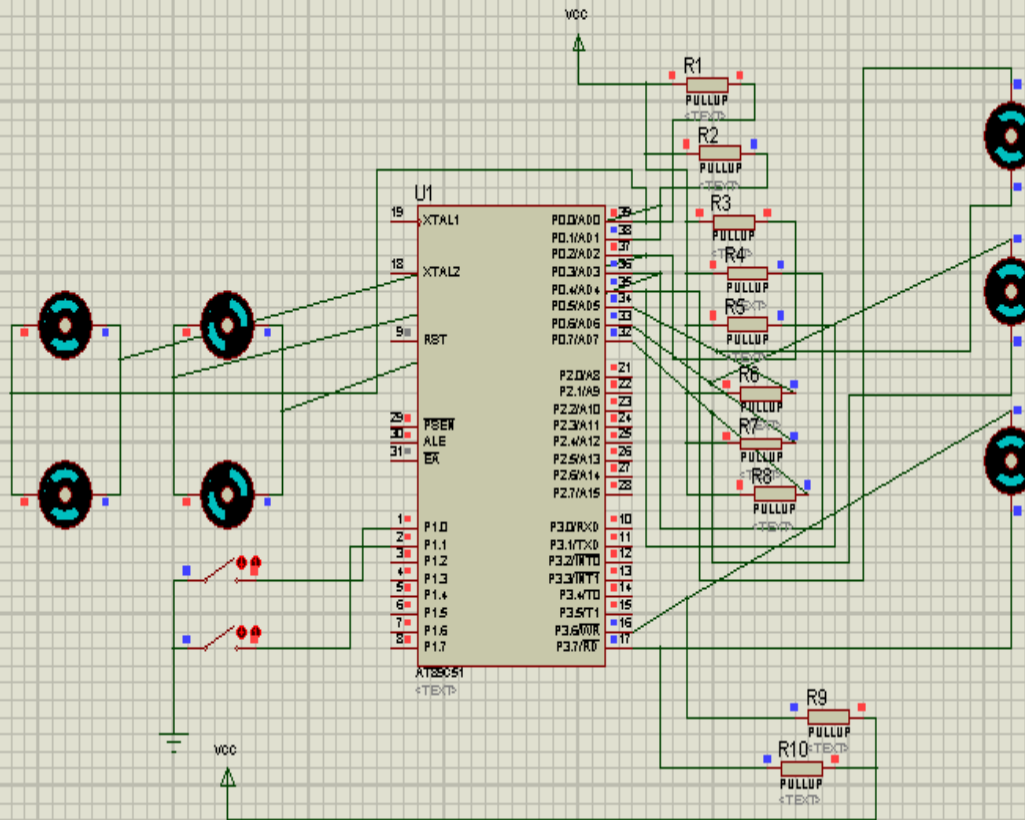 VCC
R1
PULLUP
<TEXT>
R2
PULLUP
<TEXT>
U1
R3
PULLUP
<TEXT>
R4
PULLUP
<TEXT>
R5
PULLUP
<TEXT>
R6
PULLUP
<TEXT>
R7
PULLUP
<TEXT>
R8
PULLUP
<TEXT>
19 XTAL1
18 XTAL2
9 RST
29 PSEN
30 ALE
31 EA
1 P1.0
2 P1.1
3 P1.2
4 P1.3
5 P1.4
6 P1.5
7 P1.6
8 P1.7
P0.0/AD0 39
P0.1/AD1 38
P0.2/AD2 37
P0.3/AD3 36
P0.4/AD4 35
P0.5/AD5 34
P0.6/AD6 33
P0.7/AD7 32
P2.0/A8 21
P2.1/A9 22
P2.2/A10 23
P2.3/A11 24
P2.4/A12 25
P2.5/A13 26
P2.6/A14 27
P2.7/A15 28
P3.0/RXD 10
P3.1/TXD 11
P3.2/INT0 12
P3.3/INT1 13
P3.4/T0 14
P3.5/T1 15
P3.6/WR 16
P3.7/RD 17
AT89C51
<TEXT>
R9
PULLUP
<TEXT>
VCC
R10
PULLUP
<TEXT>